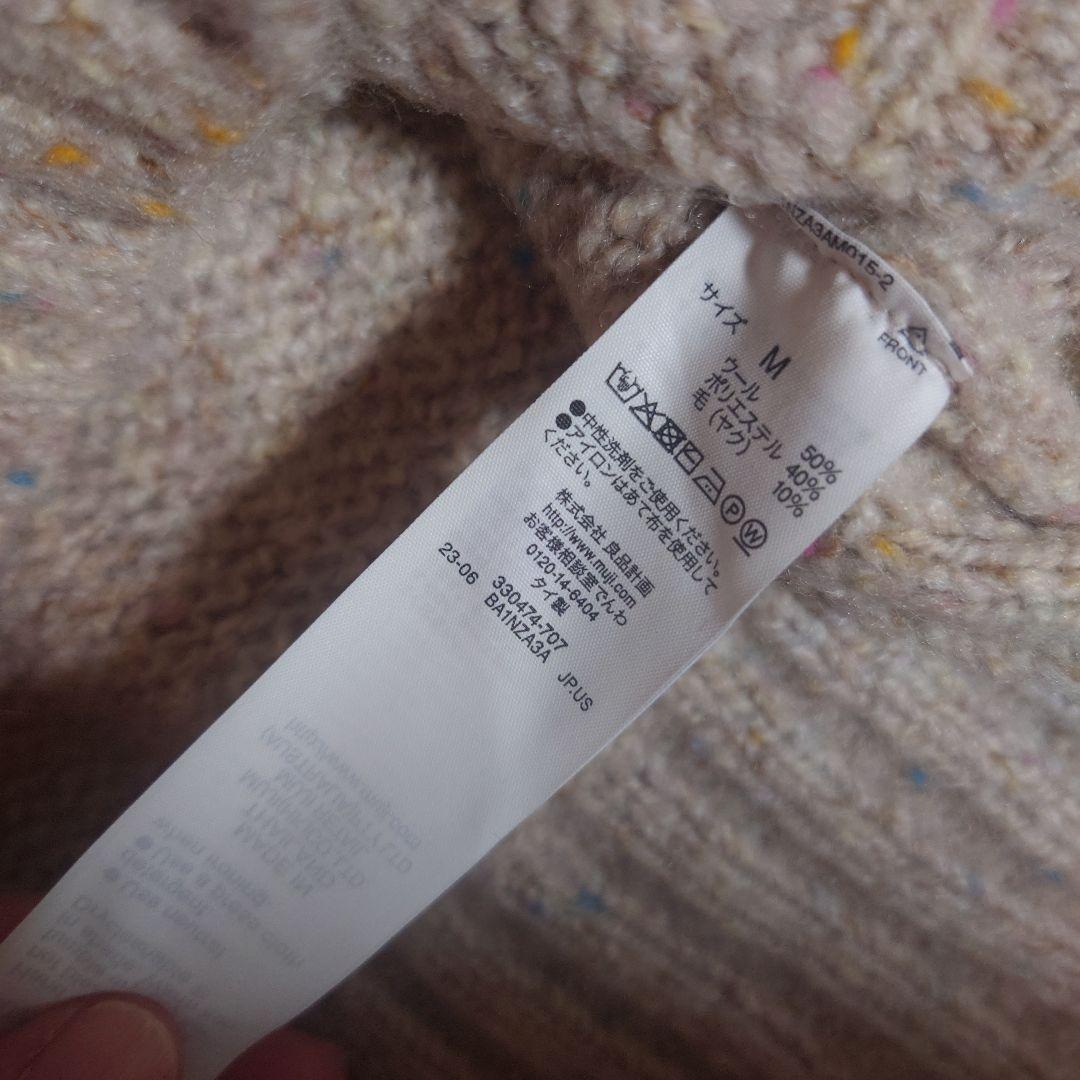 NZA3AM015-2
FRONT
サイズ M
ウール 50%
ポリエステル 40%
毛(ヤク) 10%
P W
●中性洗剤をご使用ください。
●アイロンはあて布を使用して
ください。
株式会社 良品計画
http://www.muji.com
お客様相談室でんわ
0120-14-6404
タイ製
23-06 330474-707
BA1NZA3A JP.US